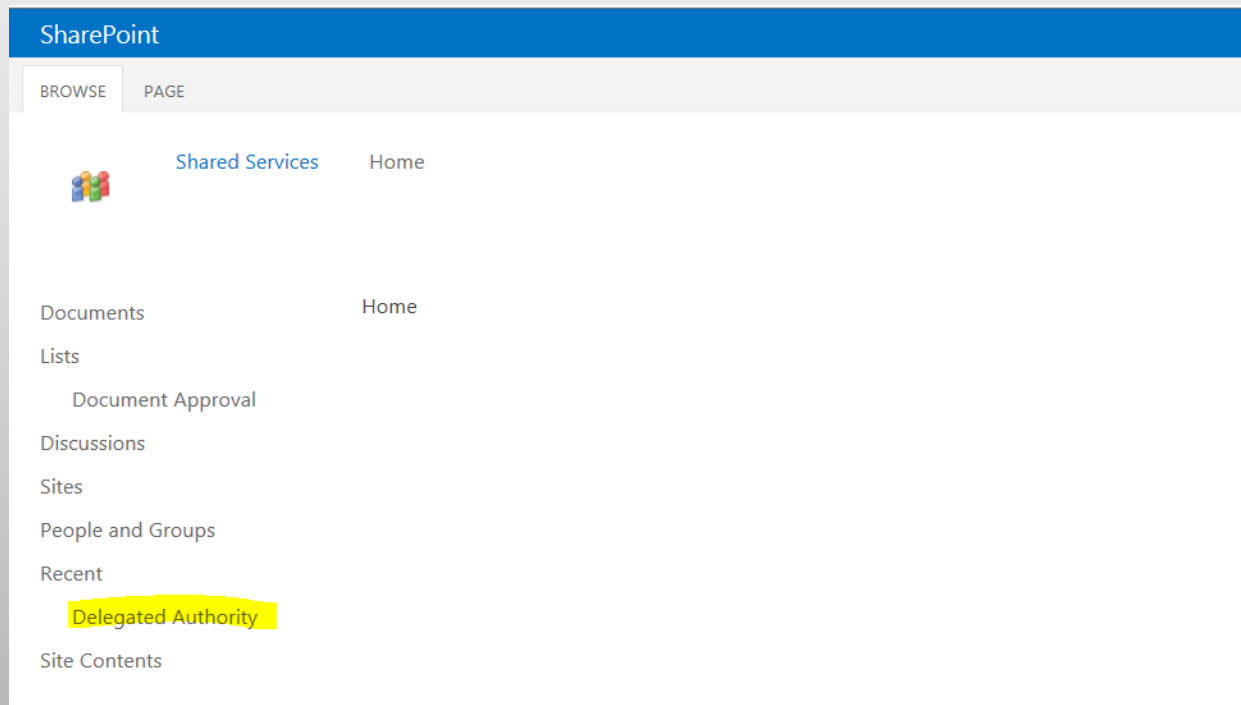 SharePoint
BROWSE PAGE
Shared Services Home
Home
Documents
Lists
Document Approval
Discussions
Sites
People and Groups
Recent
Delegated Authority
Site Contents